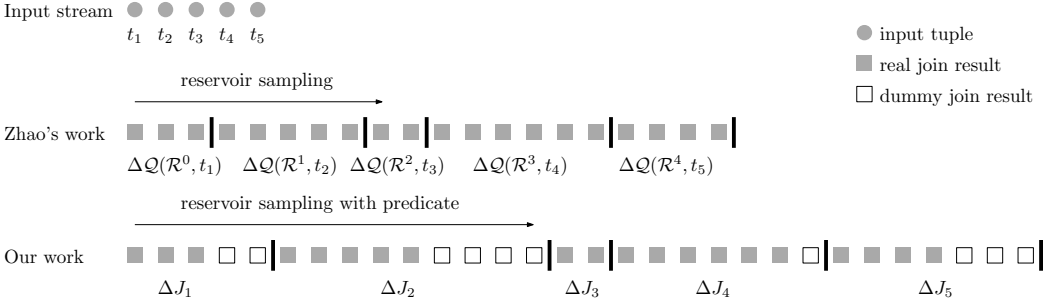 Input stream
t₁ t₂ t₃ t₄ t₅
input tuple
real join result
dummy join result
reservoir sampling
Zhao's work
Δ𝒬(ℛ⁰, t₁) Δ𝒬(ℛ¹, t₂) Δ𝒬(ℛ², t₃) Δ𝒬(ℛ³, t₄) Δ𝒬(ℛ⁴, t₅)
reservoir sampling with predicate
Our work
ΔJ₁ ΔJ₂ ΔJ₃ ΔJ₄ ΔJ₅